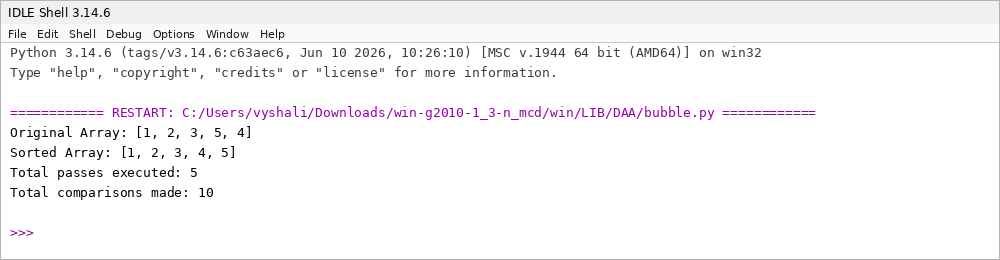 IDLE Shell 3.14.6
File Edit Shell Debug Options Window Help
Python 3.14.6 (tags/v3.14.6:c63aec6, Jun 10 2026, 10:26:10) [MSC v.1944 64 bit (AMD64)] on win32
Type "help", "copyright", "credits" or "license" for more information.
============ RESTART: C:/Users/vyshali/Downloads/win-g2010-1_3-n_mcd/win/LIB/DAA/bubble.py ============
Original Array: [1, 2, 3, 5, 4]
Sorted Array: [1, 2, 3, 4, 5]
Total passes executed: 5
Total comparisons made: 10
>>>